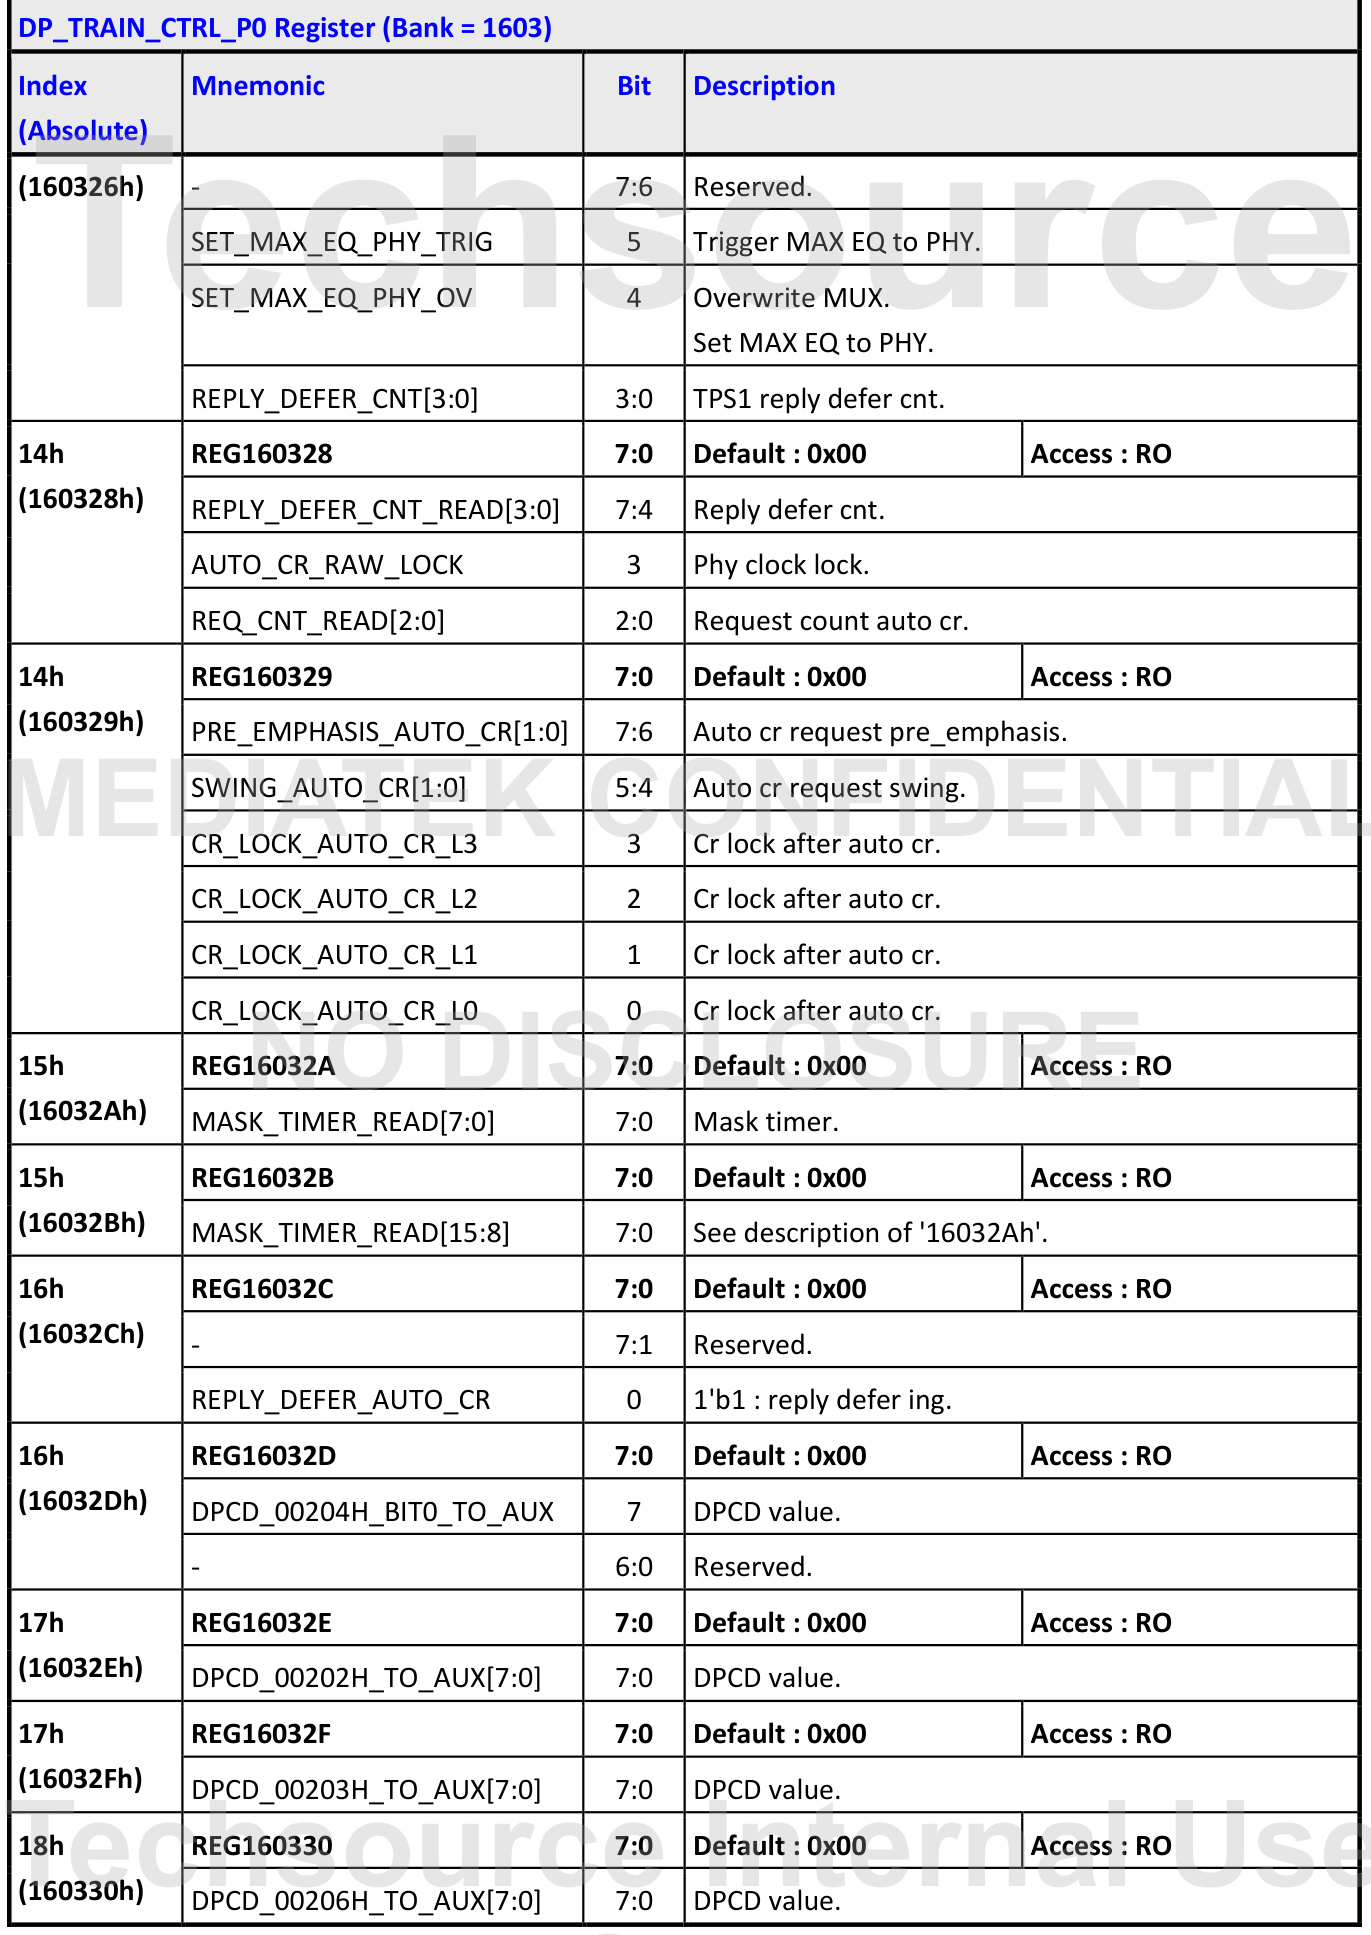 DP_TRAIN_CTRL_P0 Register (Bank = 1603)
Index (Absolute) Mnemonic Bit Description
(160326h) - 7:6 Reserved.
SET_MAX_EQ_PHY_TRIG 5 Trigger MAX EQ to PHY.
SET_MAX_EQ_PHY_OV 4 Overwrite MUX.
Set MAX EQ to PHY.
REPLY_DEFER_CNT[3:0] 3:0 TPS1 reply defer cnt.
14h REG160328 7:0 Default : 0x00 Access : RO
(160328h) REPLY_DEFER_CNT_READ[3:0] 7:4 Reply defer cnt.
AUTO_CR_RAW_LOCK 3 Phy clock lock.
REQ_CNT_READ[2:0] 2:0 Request count auto cr.
14h REG160329 7:0 Default : 0x00 Access : RO
(160329h) PRE_EMPHASIS_AUTO_CR[1:0] 7:6 Auto cr request pre_emphasis.
SWING_AUTO_CR[1:0] 5:4 Auto cr request swing.
CR_LOCK_AUTO_CR_L3 3 Cr lock after auto cr.
CR_LOCK_AUTO_CR_L2 2 Cr lock after auto cr.
CR_LOCK_AUTO_CR_L1 1 Cr lock after auto cr.
CR_LOCK_AUTO_CR_L0 0 Cr lock after auto cr.
15h REG16032A 7:0 Default : 0x00 Access : RO
(16032Ah) MASK_TIMER_READ[7:0] 7:0 Mask timer.
15h REG16032B 7:0 Default : 0x00 Access : RO
(16032Bh) MASK_TIMER_READ[15:8] 7:0 See description of '16032Ah'.
16h REG16032C 7:0 Default : 0x00 Access : RO
(16032Ch) - 7:1 Reserved.
REPLY_DEFER_AUTO_CR 0 1'b1 : reply defer ing.
16h REG16032D 7:0 Default : 0x00 Access : RO
(16032Dh) DPCD_00204H_BIT0_TO_AUX 7 DPCD value.
- 6:0 Reserved.
17h REG16032E 7:0 Default : 0x00 Access : RO
(16032Eh) DPCD_00202H_TO_AUX[7:0] 7:0 DPCD value.
17h REG16032F 7:0 Default : 0x00 Access : RO
(16032Fh) DPCD_00203H_TO_AUX[7:0] 7:0 DPCD value.
18h REG160330 7:0 Default : 0x00 Access : RO
(160330h) DPCD_00206H_TO_AUX[7:0] 7:0 DPCD value.
Techsource
MEDIATEK CONFIDENTIAL
NO DISCLOSURE
Techsource Internal Use